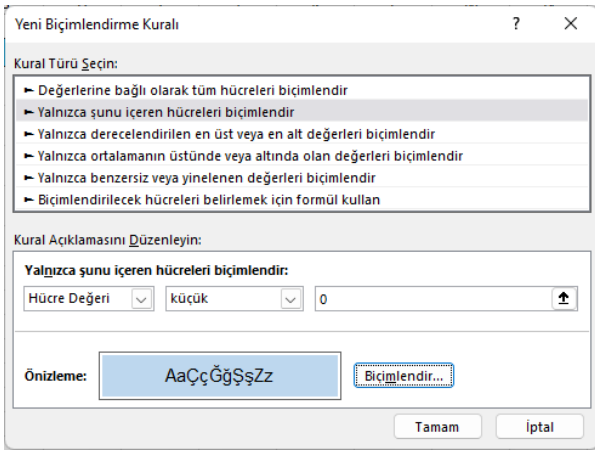 Yeni Biçimlendirme Kuralı ? ×
Kural Türü Seçin:
► Değerlerine bağlı olarak tüm hücreleri biçimlendir
► Yalnızca şunu içeren hücreleri biçimlendir
► Yalnızca derecelendirilen en üst veya en alt değerleri biçimlendir
► Yalnızca ortalamanın üstünde veya altında olan değerleri biçimlendir
► Yalnızca benzersiz veya yinelenen değerleri biçimlendir
► Biçimlendirilecek hücreleri belirlemek için formül kullan
Kural Açıklamasını Düzenleyin:
Yalnızca şunu içeren hücreleri biçimlendir:
Hücre Değeri küçük 0
Önizleme: AaÇçĞğŞşZz Biçimlendir...
Tamam İptal